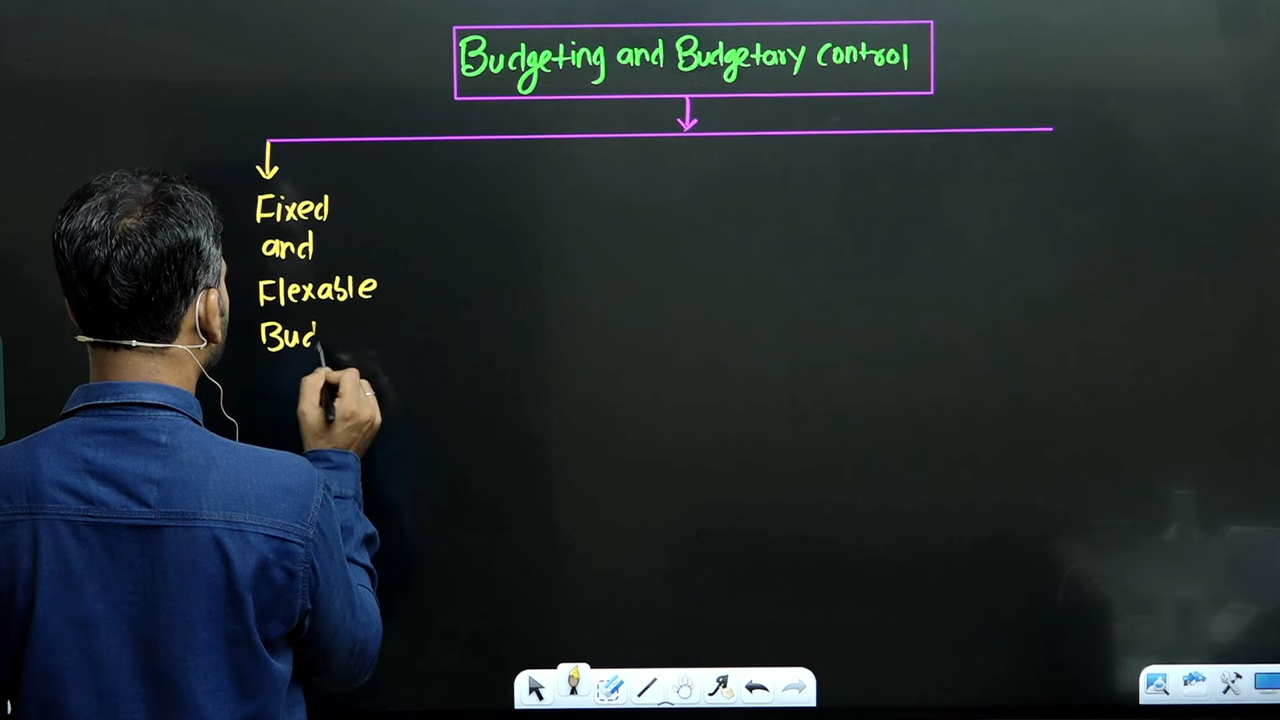 Budgeting and Budgetary control
Fixed
and
Flexable
Bud